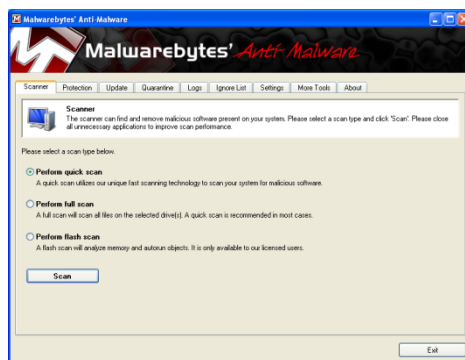 Malwarebytes' Anti-Malware
Malwarebytes' Anti-Malware
Scanner Protection Update Quarantine Logs Ignore List Settings More Tools About
Scanner
The scanner can find and remove malicious software present on your system. Please select a scan type and click 'Scan'. Please close
all unnecessary applications to improve scan performance.
Please select a scan type below.
Perform quick scan
A quick scan utilizes our unique fast scanning technology to scan your system for malicious software.
Perform full scan
A full scan will scan all files on the selected drive(s). A quick scan is recommended in most cases.
Perform flash scan
A flash scan will analyze memory and autorun objects. It is only available to our licensed users.
Scan
Exit